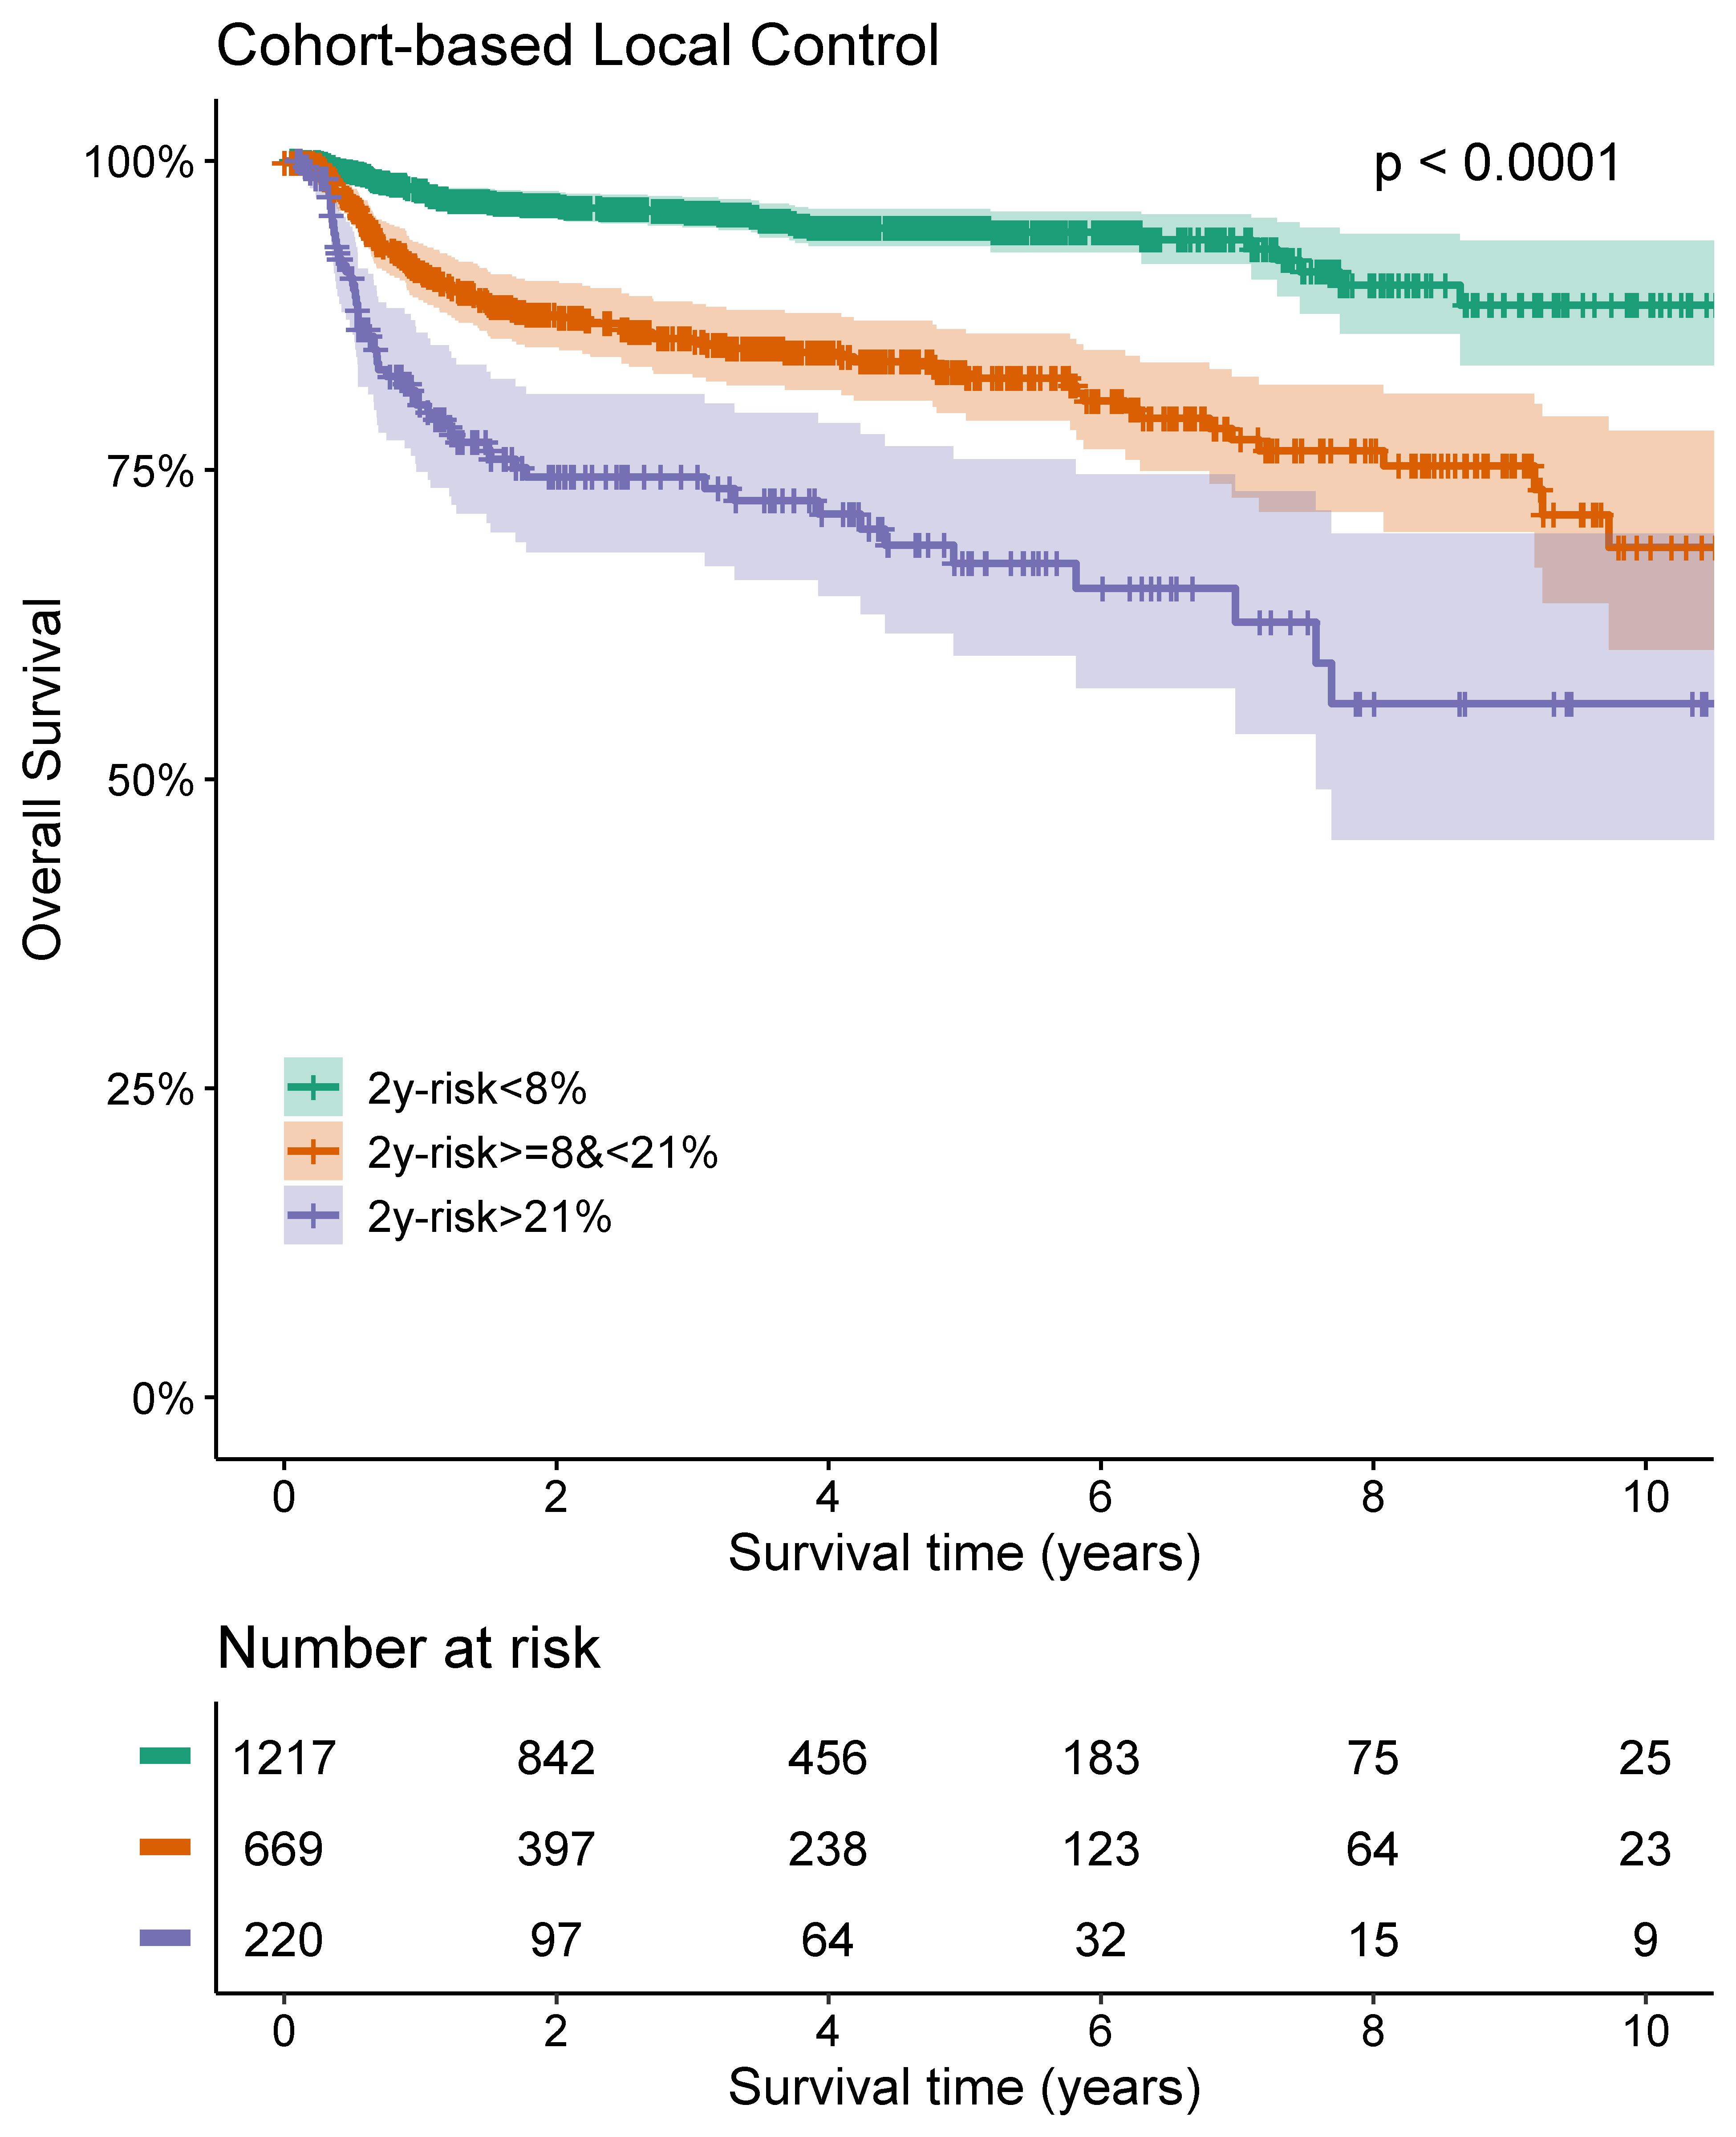 Cohort-based Local Control
p < 0.0001
100%
75%
50%
25%
0%
Overall Survival
2y-risk<8%
2y-risk>=8&<21%
2y-risk>21%
0 2 4 6 8 10
Survival time (years)
Number at risk
1217 842 456 183 75 25
669 397 238 123 64 23
220 97 64 32 15 9
0 2 4 6 8 10
Survival time (years)